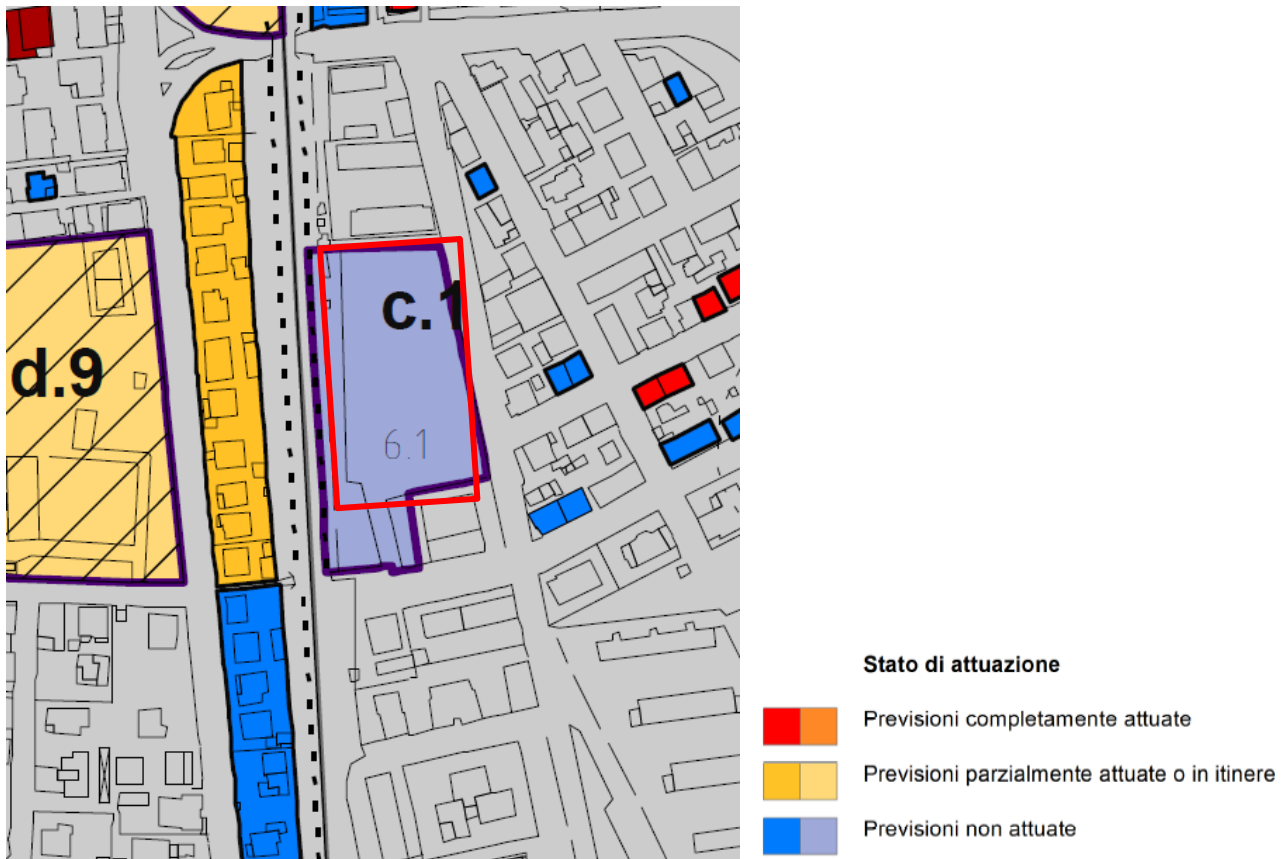 c.1
d.9
6.1
Stato di attuazione
Previsioni completamente attuate
Previsioni parzialmente attuate o in itinere
Previsioni non attuate